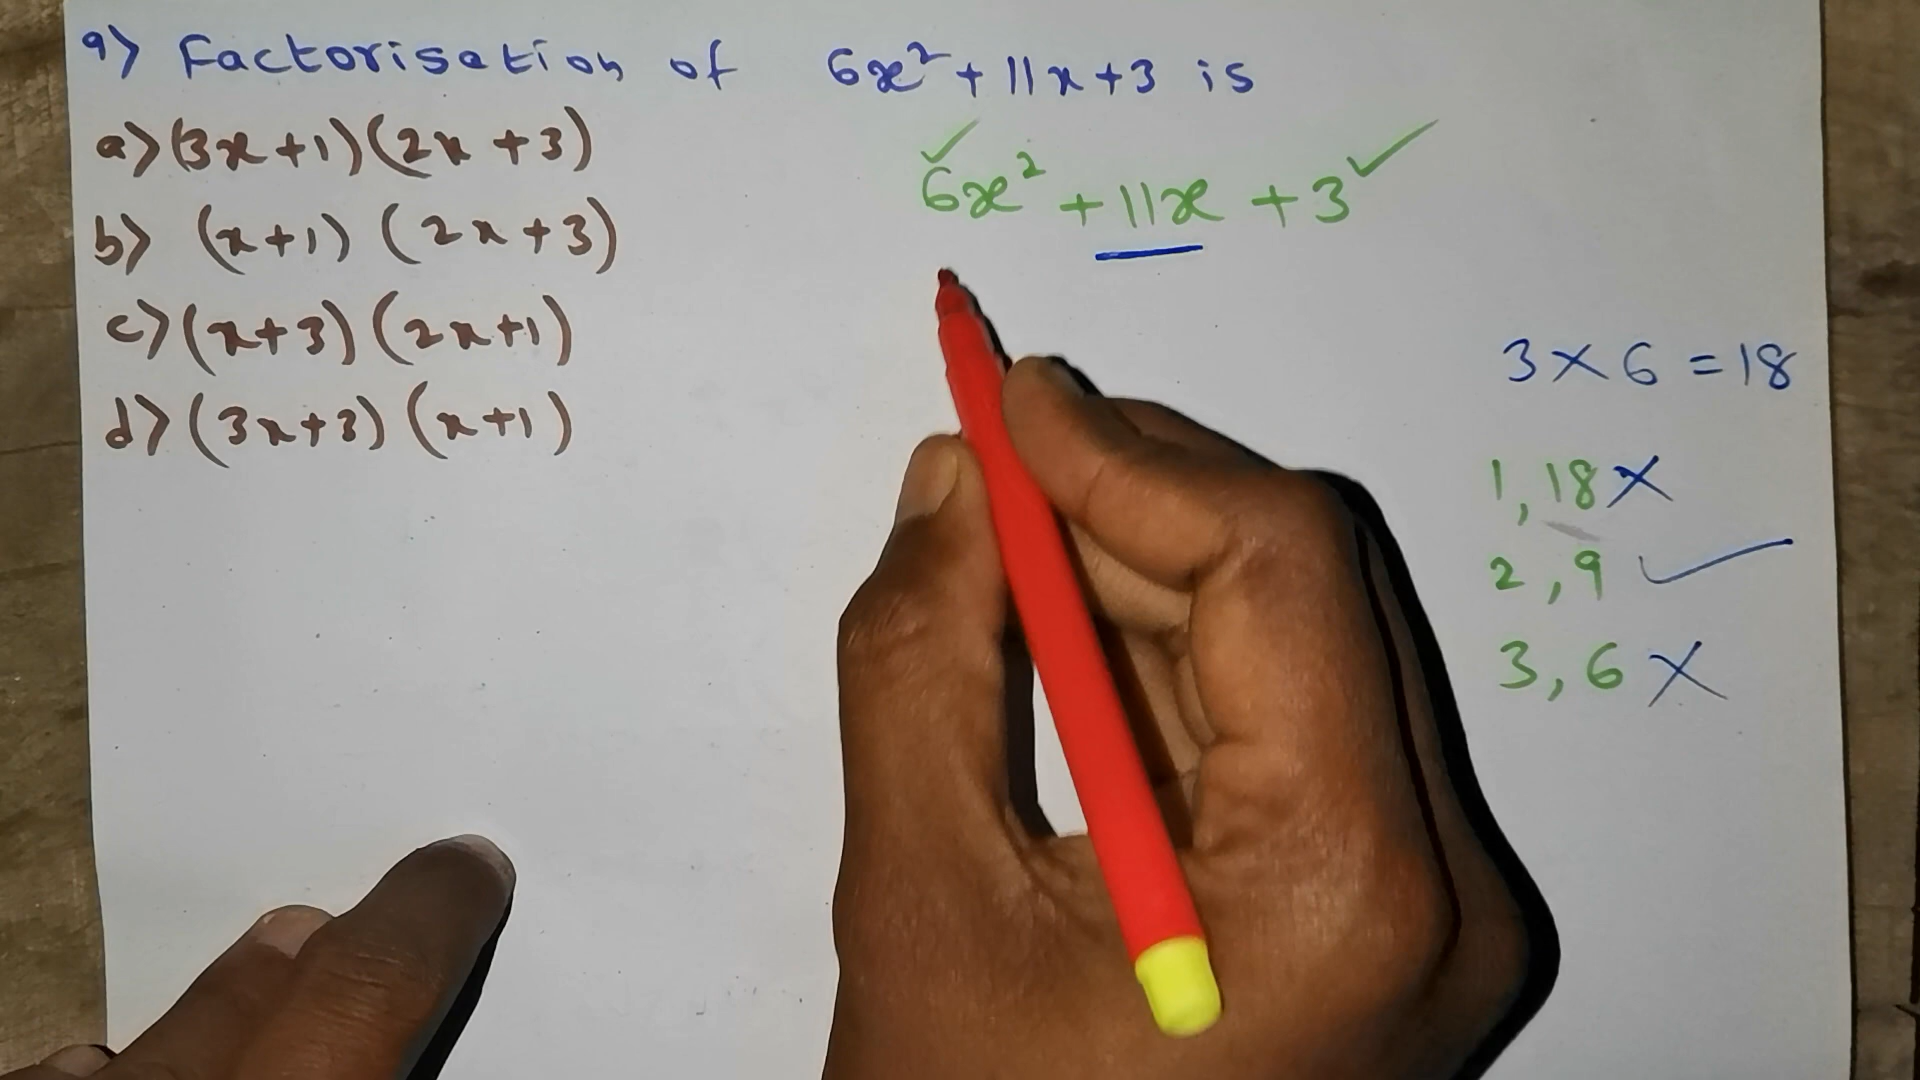 9) Factorisation of 6x² + 11x + 3 is
a) (3x + 1)(2x + 3)
b) (x + 1) (2x + 3)
c) (x + 3) (2x + 1)
d) (3x + 3) (x + 1)
✓6x² + 11x + 3✓
3 × 6 = 18
1, 18 ×
2, 9 ✓
3, 6 ×